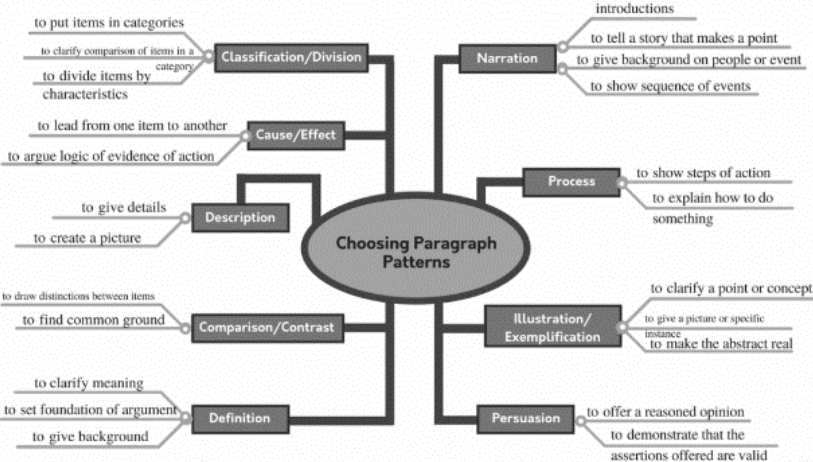 to put items in categories
to clarify comparison of items in a
category
to divide items by
characteristics
Classification/Division
to lead from one item to another
to argue logic of evidence of action
Cause/Effect
to give details
to create a picture
Description
to draw distinctions between items
to find common ground
Comparison/Contrast
to clarify meaning
to set foundation of argument
to give background
Definition
Choosing Paragraph
Patterns
Narration
introductions
to tell a story that makes a point
to give background on people or event
to show sequence of events
Process
to show steps of action
to explain how to do
something
Illustration/
Exemplification
to clarify a point or concept
to give a picture or specific
instance
to make the abstract real
Persuasion
to offer a reasoned opinion
to demonstrate that the
assertions offered are valid